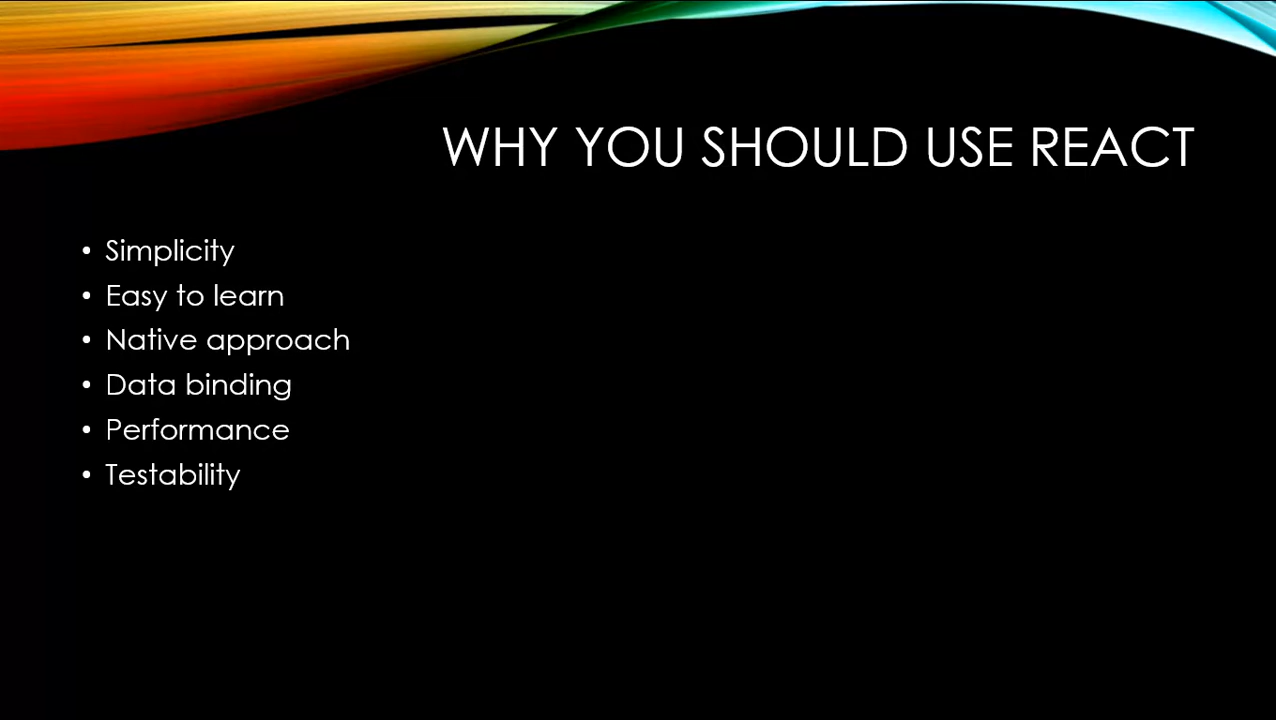 WHY YOU SHOULD USE REACT
• Simplicity
• Easy to learn
• Native approach
• Data binding
• Performance
• Testability